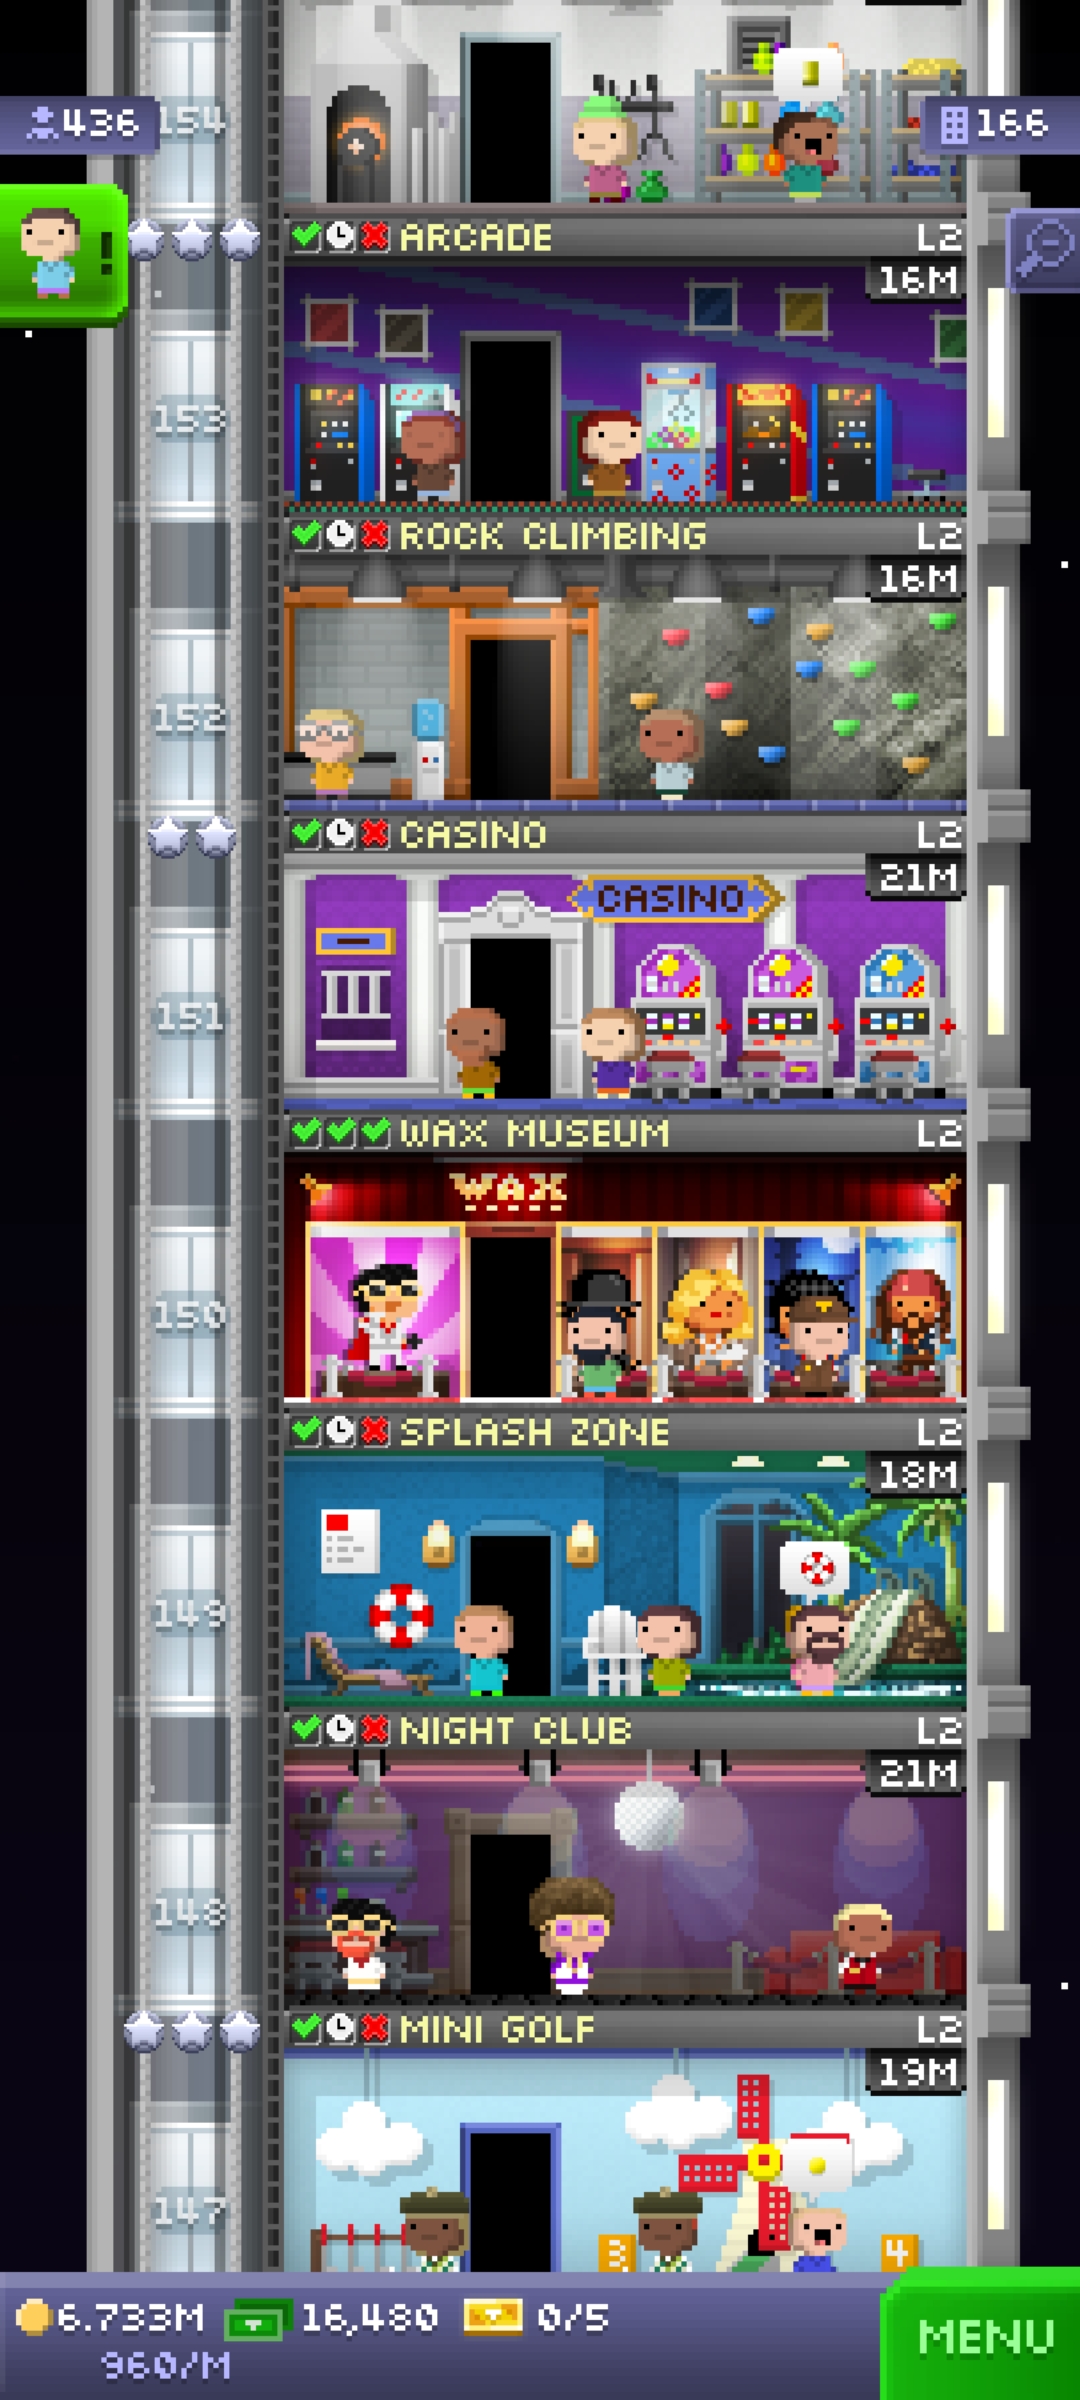 436
154
166
!
ARCADE L2
16M
153
ROCK CLIMBING L2
16M
152
CASINO L2
21M
CASINO
151
WAX MUSEUM L2
WAX
150
SPLASH ZONE L2
18M
149
NIGHT CLUB L2
21M
148
MINI GOLF L2
19M
147
3
4
6.733M 16,480 0/5
960/M
MENU